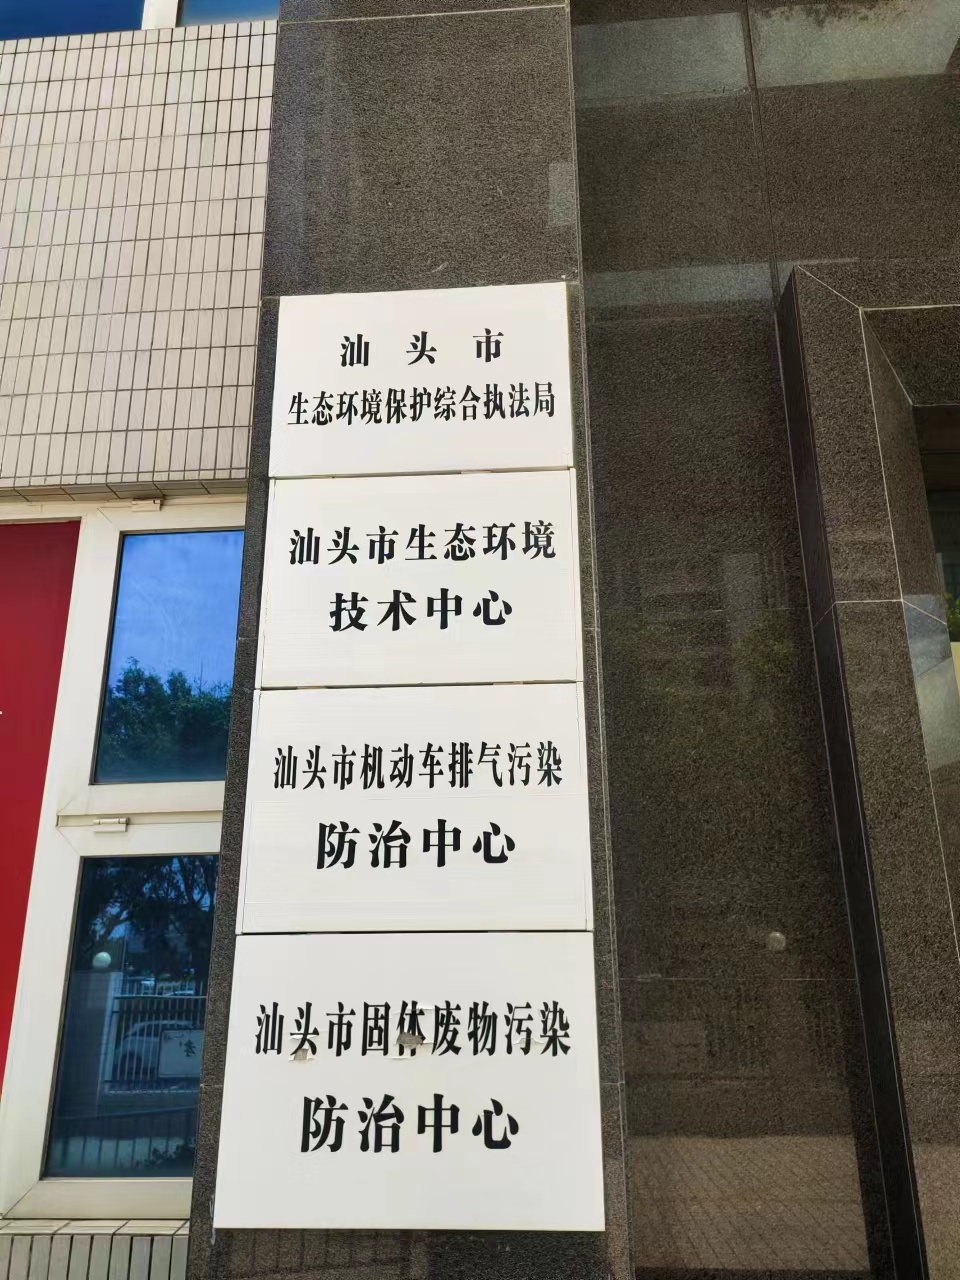 汕头市
生态环境保护综合执法局
汕头市生态环境
技术中心
汕头市机动车排气污染
防治中心
汕头市固体废物污染
防治中心